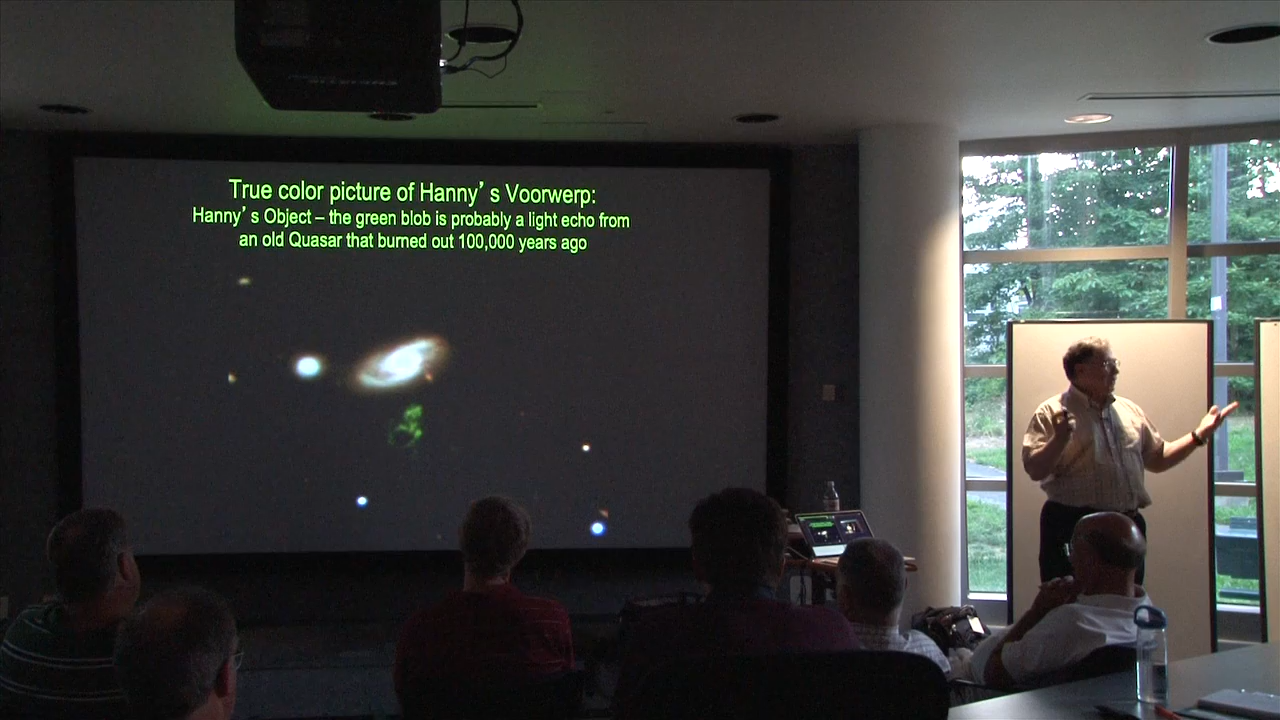 True color picture of Hanny’s Voorwerp:
Hanny’s Object – the green blob is probably a light echo from
an old Quasar that burned out 100,000 years ago